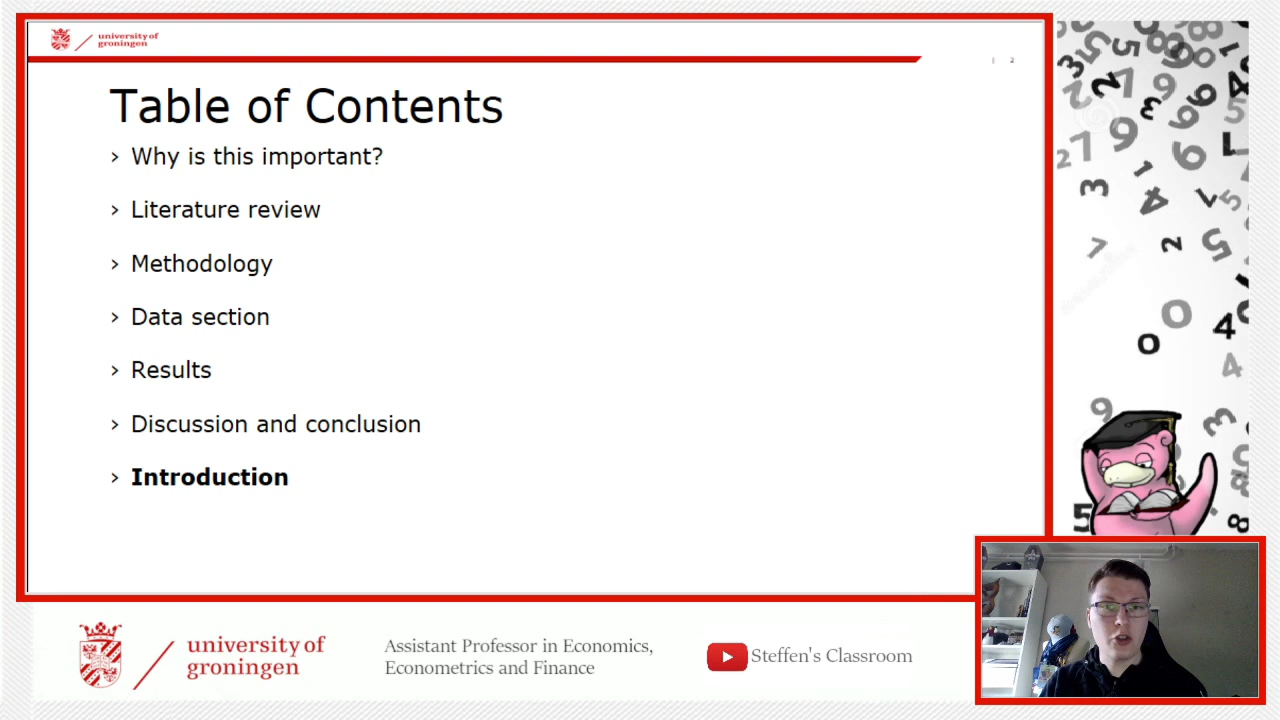 university of
groningen
| 2
Table of Contents
› Why is this important?
› Literature review
› Methodology
› Data section
› Results
› Discussion and conclusion
› Introduction
university of
groningen
Assistant Professor in Economics,
Econometrics and Finance
Steffen's Classroom